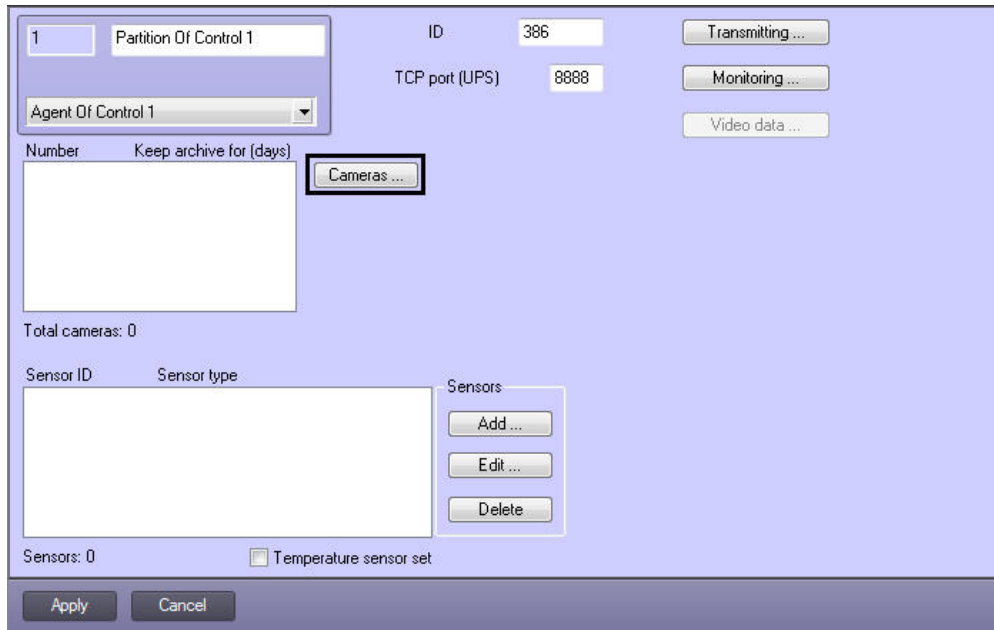 1 Partition Of Control 1 ID 386 Transmitting ...
TCP port (UPS) 8888 Monitoring ...
Agent Of Control 1 Video data ...
Number Keep archive for (days)
Cameras ...
Total cameras: 0
Sensor ID Sensor type
Sensors
Add ...
Edit ...
Delete
Sensors: 0 Temperature sensor set
Apply Cancel